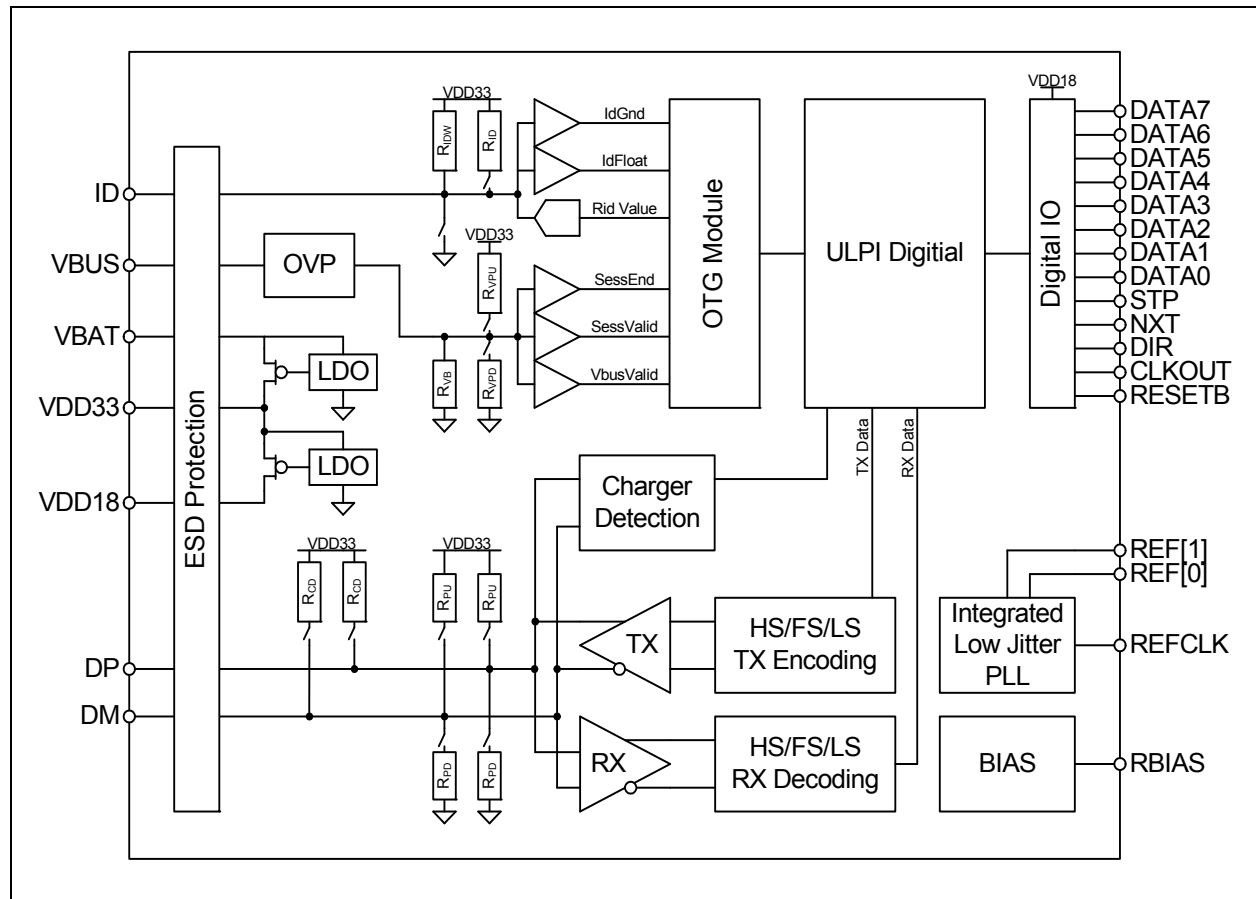 VDD33
R_IDW
R_ID
IdGnd
IdFloat
Rid Value
OTG Module
ULPI Digitial
VDD18
Digital IO
DATA7
DATA6
DATA5
DATA4
DATA3
DATA2
DATA1
DATA0
STP
NXT
DIR
CLKOUT
RESETB
ID
VBUS
VBAT
VDD33
VDD18
DP
DM
ESD Protection
OVP
VDD33
R_VPU
R_VB
R_VPD
SessEnd
SessValid
VbusValid
LDO
LDO
TX Data
RX Data
Charger
Detection
VDD33
R_CD
R_CD
VDD33
R_PU
R_PU
R_PD
R_PD
TX
HS/FS/LS
TX Encoding
RX
HS/FS/LS
RX Decoding
Integrated
Low Jitter
PLL
BIAS
REF[1]
REF[0]
REFCLK
RBIAS